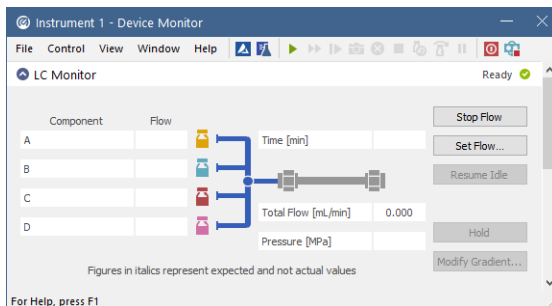 Instrument 1 - Device Monitor
File Control View Window Help
LC Monitor Ready
Component Flow
Stop Flow
A Time [min] Set Flow...
B Resume Idle
C
Total Flow [mL/min] 0.000
D Hold
Pressure [MPa]
Modify Gradient...
Figures in italics represent expected and not actual values
For Help, press F1